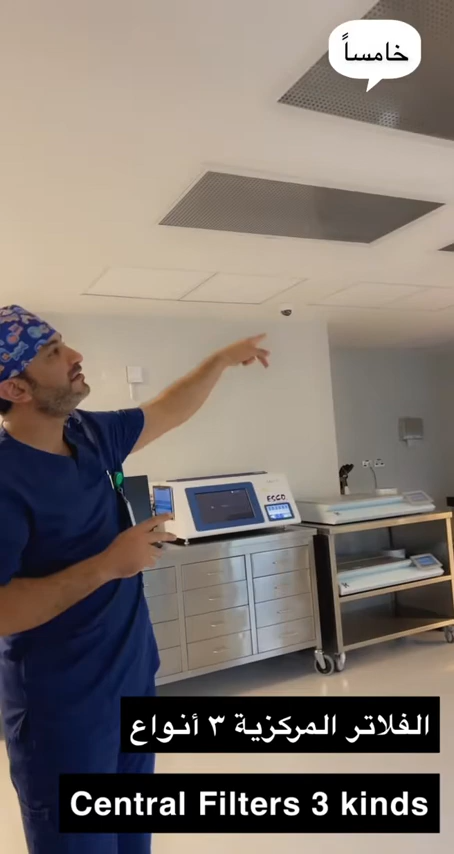 خامساً
ESCO
الفلاتر المركزية ٣ أنواع
Central Filters 3 kinds